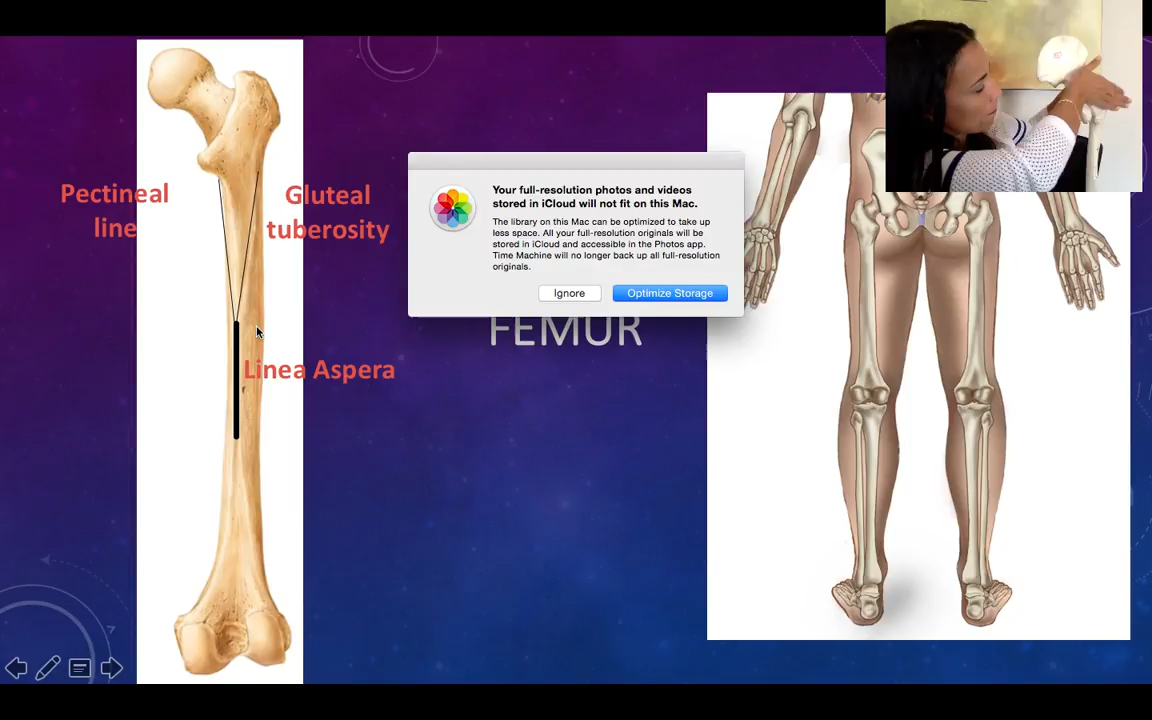 Pectineal
line
Gluteal
tuberosity
Your full-resolution photos and videos
stored in iCloud will not fit on this Mac.
The library on this Mac can be optimized to take up
less space. All your full-resolution originals will be
stored in iCloud and accessible in the Photos app.
Time Machine will no longer back up all full-resolution
originals.
Ignore
Optimize Storage
FEMUR
Linea Aspera